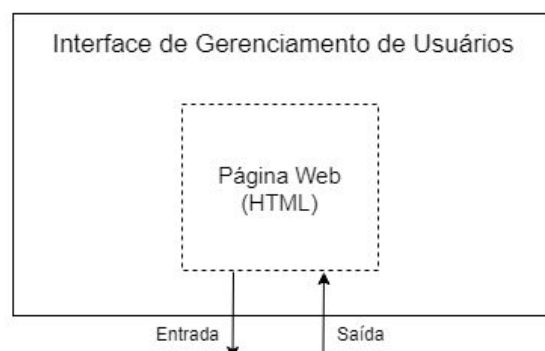 Interface de Gerenciamento de Usuários
Página Web
(HTML)
Entrada
Saída